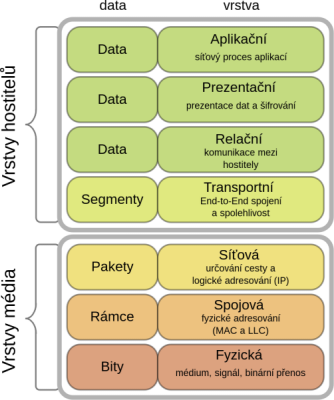 data vrstva
Vrstvy hostitelů
Data
Aplikační
síťový proces aplikací
Data
Prezentační
prezentace dat a šifrování
Data
Relační
komunikace mezi
hostitely
Segmenty
Transportní
End-to-End spojení
a spolehlivost
Vrstvy média
Pakety
Síťová
určování cesty a
logické adresování (IP)
Rámce
Spojová
fyzické adresování
(MAC a LLC)
Bity
Fyzická
médium, signál, binární přenos